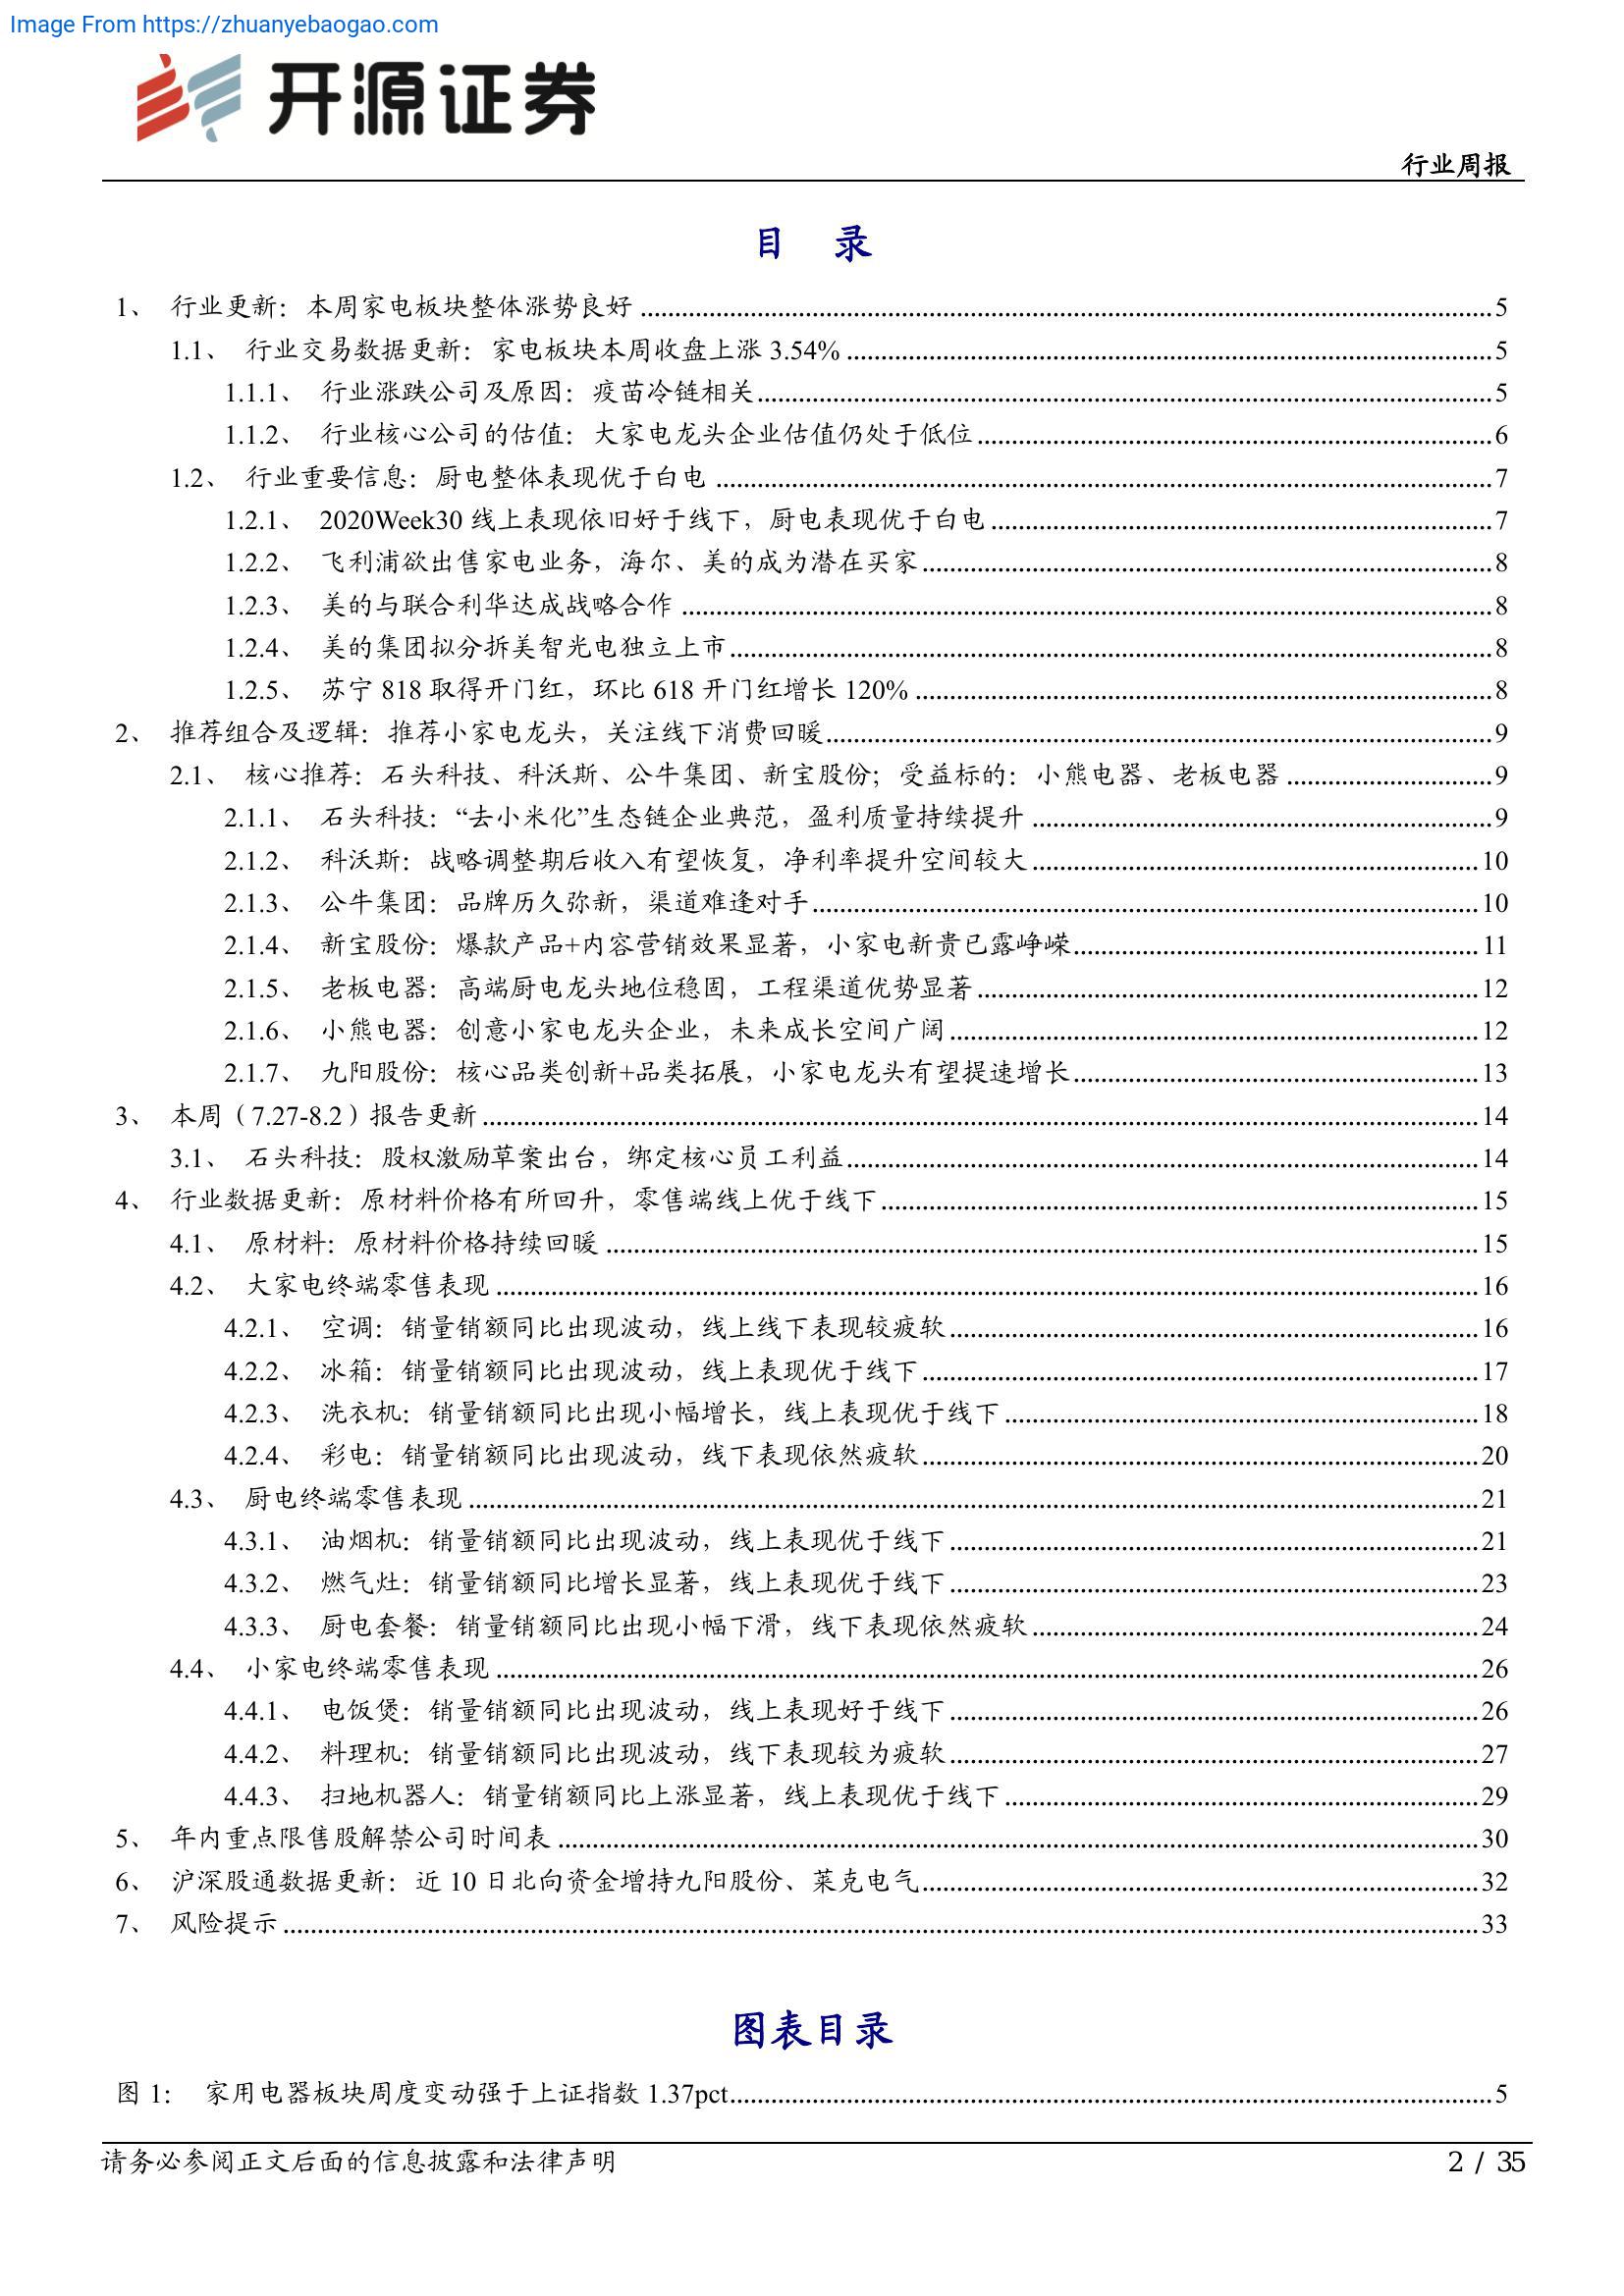 Image From https://zhuanyebaogao.com
开源证券
行业周报
目 录
1、 行业更新：本周家电板块整体涨势良好 ........ 5
1.1、 行业交易数据更新：家电板块本周收盘上涨 3.54% ........ 5
1.1.1、 行业涨跌公司及原因：疫苗冷链相关 ........ 5
1.1.2、 行业核心公司的估值：大家电龙头企业估值仍处于低位 ........ 6
1.2、 行业重要信息：厨电整体表现优于白电 ........ 7
1.2.1、 2020Week30 线上表现依旧好于线下，厨电表现优于白电 ........ 7
1.2.2、 飞利浦欲出售家电业务，海尔、美的成为潜在买家 ........ 8
1.2.3、 美的与联合利华达成战略合作 ........ 8
1.2.4、 美的集团拟分拆美智光电独立上市 ........ 8
1.2.5、 苏宁 818 取得开门红，环比 618 开门红增长 120% ........ 8
2、 推荐组合及逻辑：推荐小家电龙头，关注线下消费回暖 ........ 9
2.1、 核心推荐：石头科技、科沃斯、公牛集团、新宝股份；受益标的：小熊电器、老板电器 ........ 9
2.1.1、 石头科技：“去小米化”生态链企业典范，盈利质量持续提升 ........ 9
2.1.2、 科沃斯：战略调整期后收入有望恢复，净利率提升空间较大 ........ 10
2.1.3、 公牛集团：品牌历久弥新，渠道难逢对手 ........ 10
2.1.4、 新宝股份：爆款产品+内容营销效果显著，小家电新贵已露峥嵘 ........ 11
2.1.5、 老板电器：高端厨电龙头地位稳固，工程渠道优势显著 ........ 12
2.1.6、 小熊电器：创意小家电龙头企业，未来成长空间广阔 ........ 12
2.1.7、 九阳股份：核心品类创新+品类拓展，小家电龙头有望提速增长 ........ 13
3、 本周（7.27-8.2）报告更新 ........ 14
3.1、 石头科技：股权激励草案出台，绑定核心员工利益 ........ 14
4、 行业数据更新：原材料价格有所回升，零售端线上优于线下 ........ 15
4.1、 原材料：原材料价格持续回暖 ........ 15
4.2、 大家电终端零售表现 ........ 16
4.2.1、 空调：销量销额同比出现波动，线上线下表现较疲软 ........ 16
4.2.2、 冰箱：销量销额同比出现波动，线上表现优于线下 ........ 17
4.2.3、 洗衣机：销量销额同比出现小幅增长，线上表现优于线下 ........ 18
4.2.4、 彩电：销量销额同比出现波动，线下表现依然疲软 ........ 20
4.3、 厨电终端零售表现 ........ 21
4.3.1、 油烟机：销量销额同比出现波动，线上表现优于线下 ........ 21
4.3.2、 燃气灶：销量销额同比增长显著，线上表现优于线下 ........ 23
4.3.3、 厨电套餐：销量销额同比出现小幅下滑，线下表现依然疲软 ........ 24
4.4、 小家电终端零售表现 ........ 26
4.4.1、 电饭煲：销量销额同比出现波动，线上表现好于线下 ........ 26
4.4.2、 料理机：销量销额同比出现波动，线下表现较为疲软 ........ 27
4.4.3、 扫地机器人：销量销额同比上涨显著，线上表现优于线下 ........ 29
5、 年内重点限售股解禁公司时间表 ........ 30
6、 沪深股通数据更新：近 10 日北向资金增持九阳股份、莱克电气 ........ 32
7、 风险提示 ........ 33
图表目录
图 1： 家用电器板块周度变动强于上证指数 1.37pct ........ 5
请务必参阅正文后面的信息披露和法律声明
2 / 35